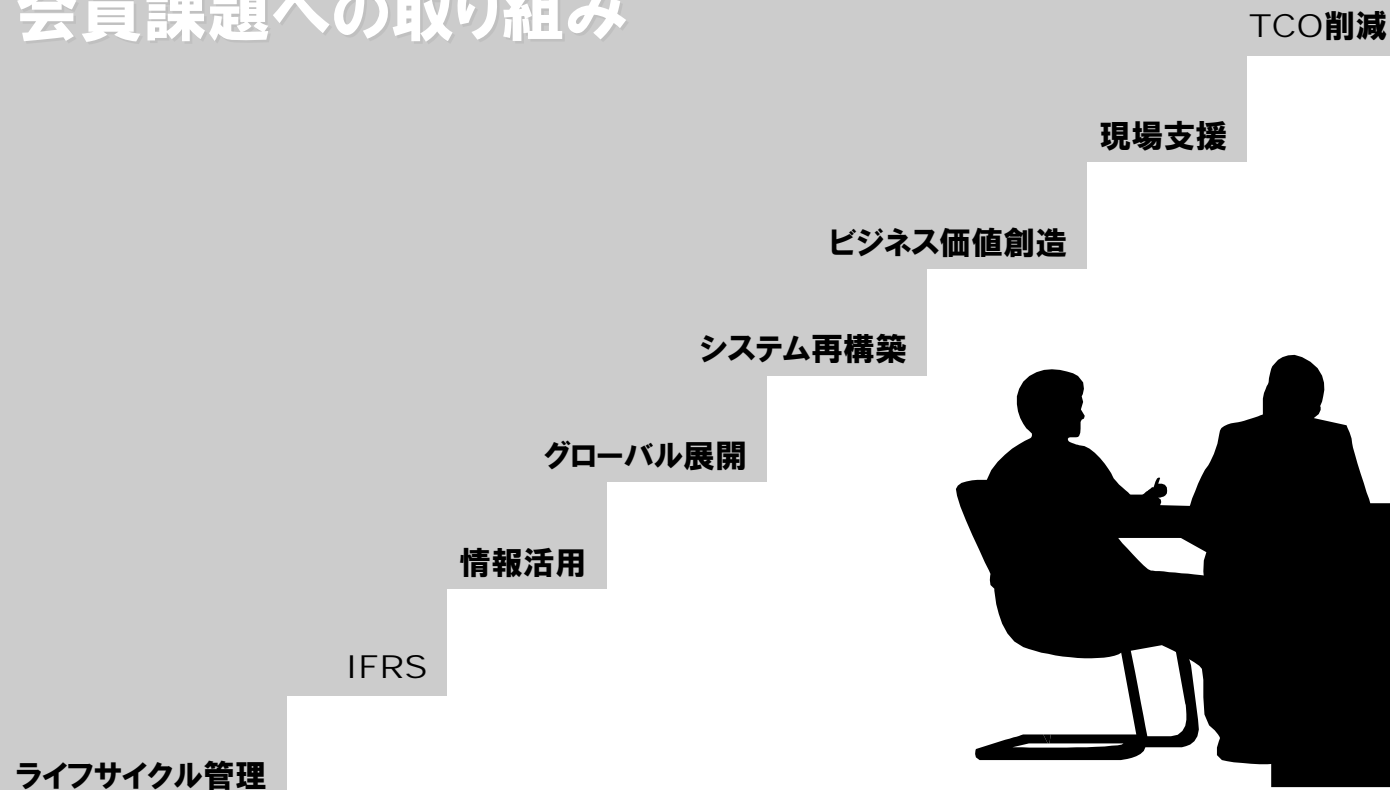 会員課題への取り組み
TCO削減
現場支援
ビジネス価値創造
システム再構築
グローバル展開
情報活用
IFRS
ライフサイクル管理